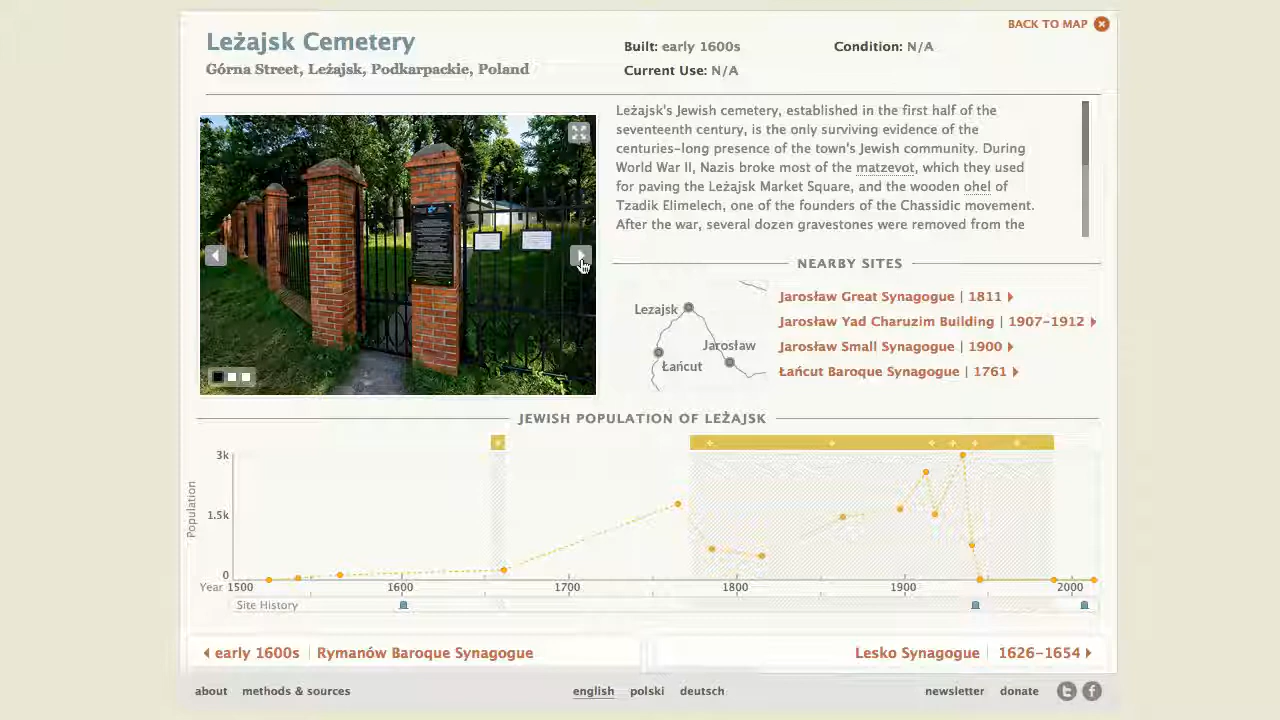 BACK TO MAP
Leżajsk Cemetery
Górna Street, Leżajsk, Podkarpackie, Poland
Built: early 1600s
Condition: N/A
Current Use: N/A
Leżajsk's Jewish cemetery, established in the first half of the
seventeenth century, is the only surviving evidence of the
centuries-long presence of the town's Jewish community. During
World War II, Nazis broke most of the matzevot, which they used
for paving the Leżajsk Market Square, and the wooden ohel of
Tzadik Elimelech, one of the founders of the Chassidic movement.
After the war, several dozen gravestones were removed from the
NEARBY SITES
Lezajsk
Jarosław
Łańcut
Jarosław Great Synagogue | 1811
Jarosław Yad Charuzim Building | 1907-1912
Jarosław Small Synagogue | 1900
Łańcut Baroque Synagogue | 1761
JEWISH POPULATION OF LEŻAJSK
Population
3k
1.5k
0
Year 1500 1600 1700 1800 1900 2000
Site History
early 1600s | Rymanów Baroque Synagogue
Lesko Synagogue | 1626-1654
about methods & sources english polski deutsch newsletter donate